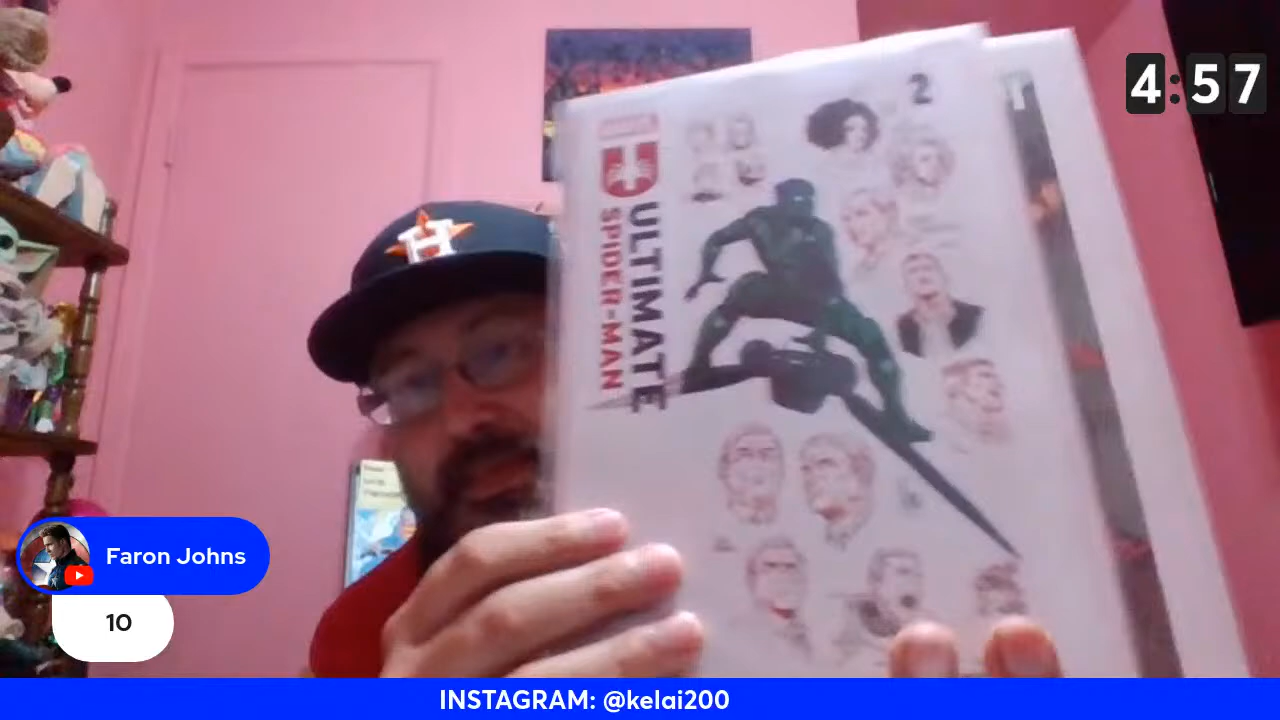 4:57
2
MARVEL
ULTIMATE
SPIDER-MAN
H
Faron Johns
10
INSTAGRAM: @kelai200